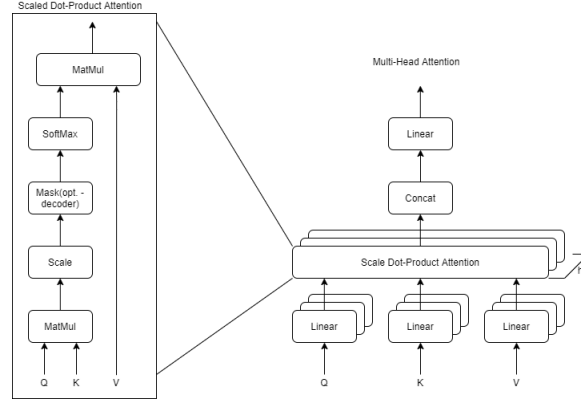 Scaled Dot-Product Attention
MatMul
SoftMax
Mask(opt. -
decoder)
Scale
MatMul
Q K V
Multi-Head Attention
Linear
Concat
Scale Dot-Product Attention
h
Linear Linear Linear
Q K V